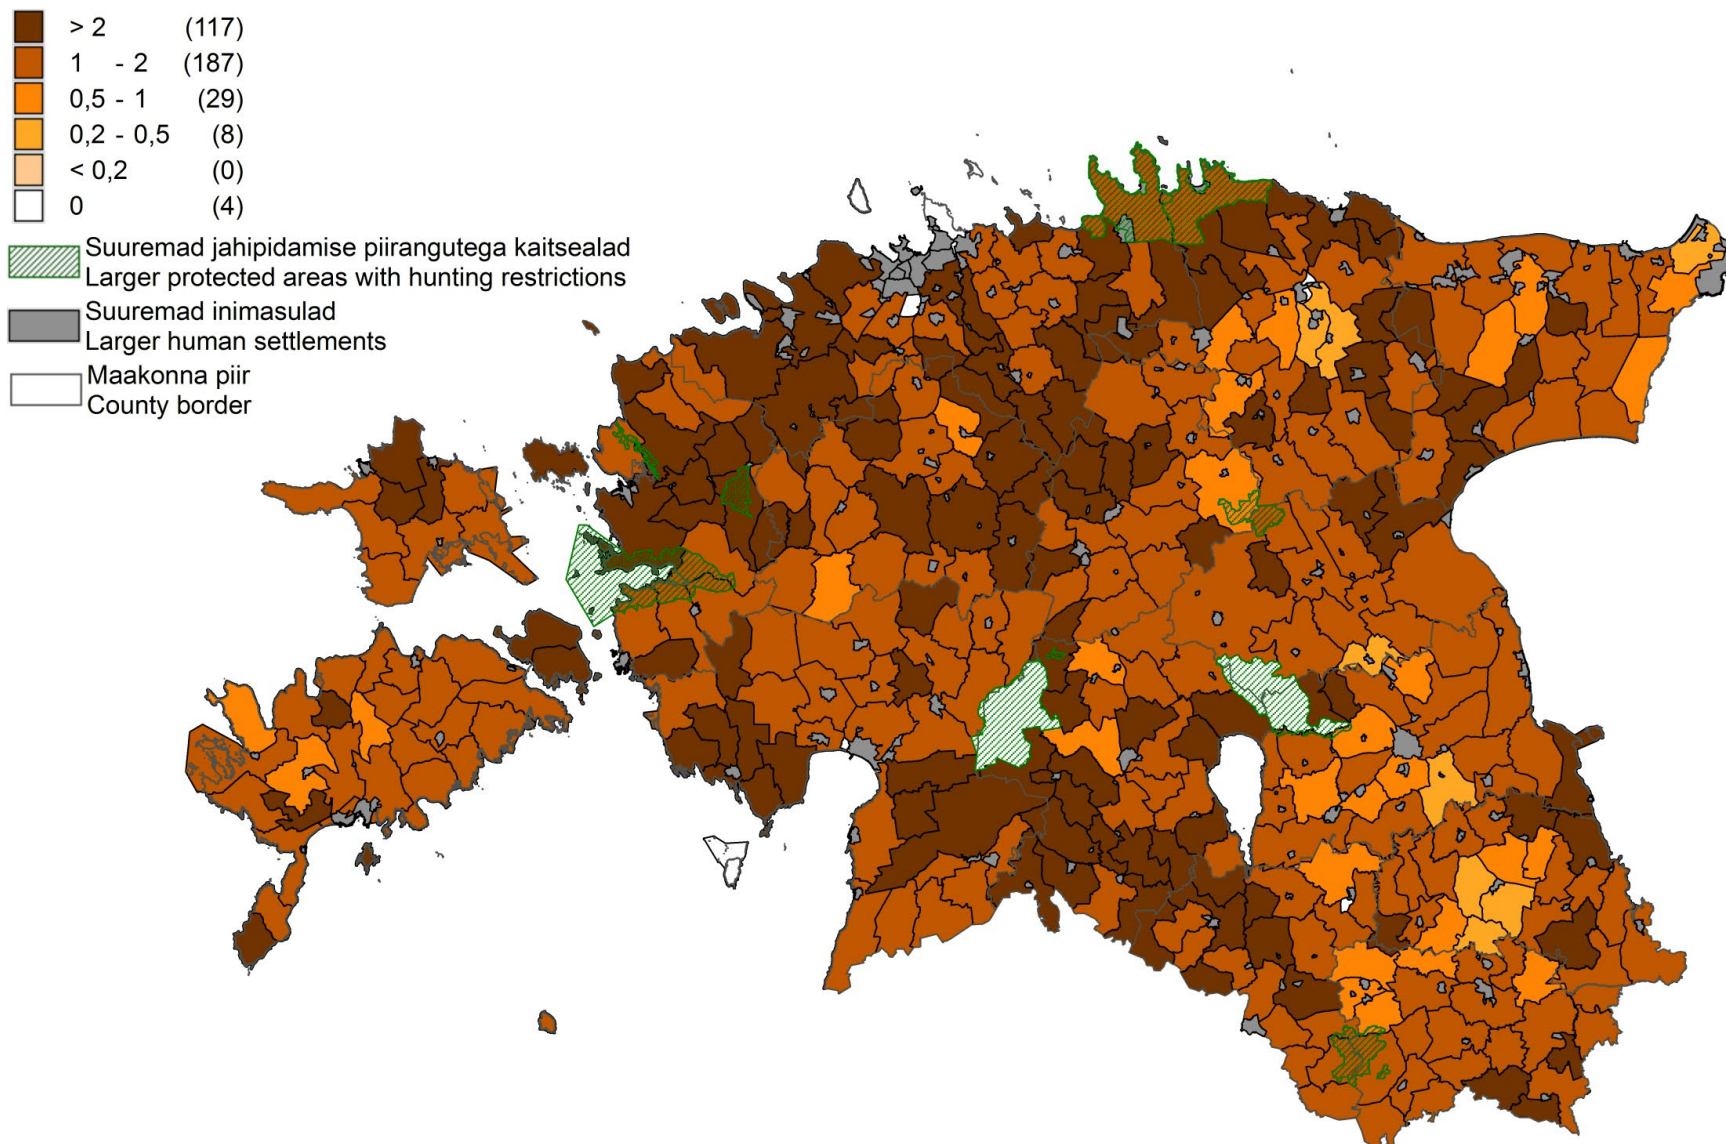 > 2 (117)
1 - 2 (187)
0,5 - 1 (29)
0,2 - 0,5 (8)
< 0,2 (0)
0 (4)
Suuremad jahipidamise piirangutega kaitsealad
Larger protected areas with hunting restrictions
Suuremad inimasulad
Larger human settlements
Maakonna piir
County border